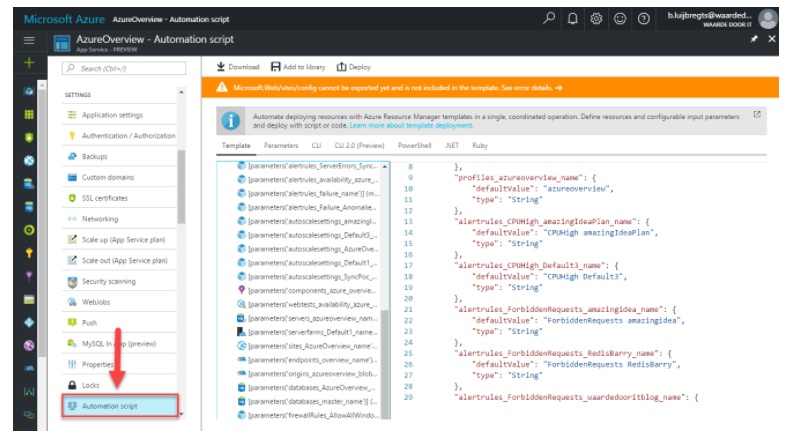 Microsoft Azure AzureOverview - Automation script
b.luijbregts@waarded...
WAARDE DOOR IT
AzureOverview - Automation script
App Service - PREVIEW
Search (Ctrl+/)
SETTINGS
Application settings
Authentication / Authorization
Backups
Custom domains
SSL certificates
Networking
Scale up (App Service plan)
Scale out (App Service plan)
Security scanning
WebJobs
Push
MySQL In App (preview)
Properties
Locks
Automation script
Download Add to library Deploy
Microsoft.Web/sites/config cannot be exported yet and is not included in the template. See error details. →
Automate deploying resources with Azure Resource Manager templates in a single, coordinated operation. Define resources and configurable input parameters
and deploy with script or code. Learn more about template deployment.
Template Parameters CLI CLI 2.0 (Preview) PowerShell .NET Ruby
[parameters('alertrules_ServerErrors_Sync...
[parameters('alertrules_availability_azure_...
[parameters('alertrules_failure_name')] (m...
[parameters('alertrules_Failure_Anomalie...
[parameters('autoscalesettings_amazingI...
[parameters('autoscalesettings_Default3_...
[parameters('autoscalesettings_AzureOve...
[parameters('autoscalesettings_Default1_...
[parameters('autoscalesettings_SyncPoc_...
[parameters('components_azure_overvie...
[parameters('webtests_availability_azure_...
[parameters('servers_azureoverview_nam...
[parameters('serverfarms_Default1_name...
[parameters('sites_AzureOverview_name'...
[parameters('endpoints_overview_name')...
[parameters('origins_azureoverview_blob...
[parameters('databases_AzureOverview_...
[parameters('databases_master_name')] (...
[parameters('firewallRules_AllowAllWindo...
8 },
9 "profiles_azureoverview_name": {
10 "defaultValue": "azureoverview",
11 "type": "String"
12 },
13 "alertrules_CPUHigh_amazingIdeaPlan_name": {
14 "defaultValue": "CPUHigh amazingIdeaPlan",
15 "type": "String"
16 },
17 "alertrules_CPUHigh_Default3_name": {
18 "defaultValue": "CPUHigh Default3",
19 "type": "String"
20 },
21 "alertrules_ForbiddenRequests_amazingidea_name": {
22 "defaultValue": "ForbiddenRequests amazingidea",
23 "type": "String"
24 },
25 "alertrules_ForbiddenRequests_RedisBarry_name": {
26 "defaultValue": "ForbiddenRequests RedisBarry",
27 "type": "String"
28 },
29 "alertrules_ForbiddenRequests_waardedooritblog_name": {